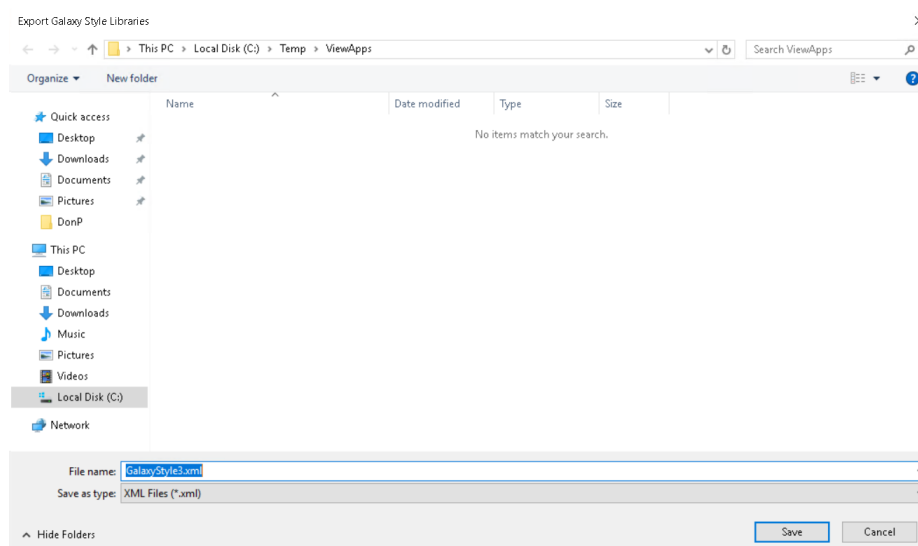 Export Galaxy Style Libraries
This PC > Local Disk (C:) > Temp > ViewApps
Search ViewApps
Organize
New folder
Name
Date modified
Type
Size
No items match your search.
Quick access
Desktop
Downloads
Documents
Pictures
DonP
This PC
Desktop
Documents
Downloads
Music
Pictures
Videos
Local Disk (C:)
Network
File name: GalaxyStyle3.xml
Save as type: XML Files (*.xml)
Hide Folders
Save
Cancel